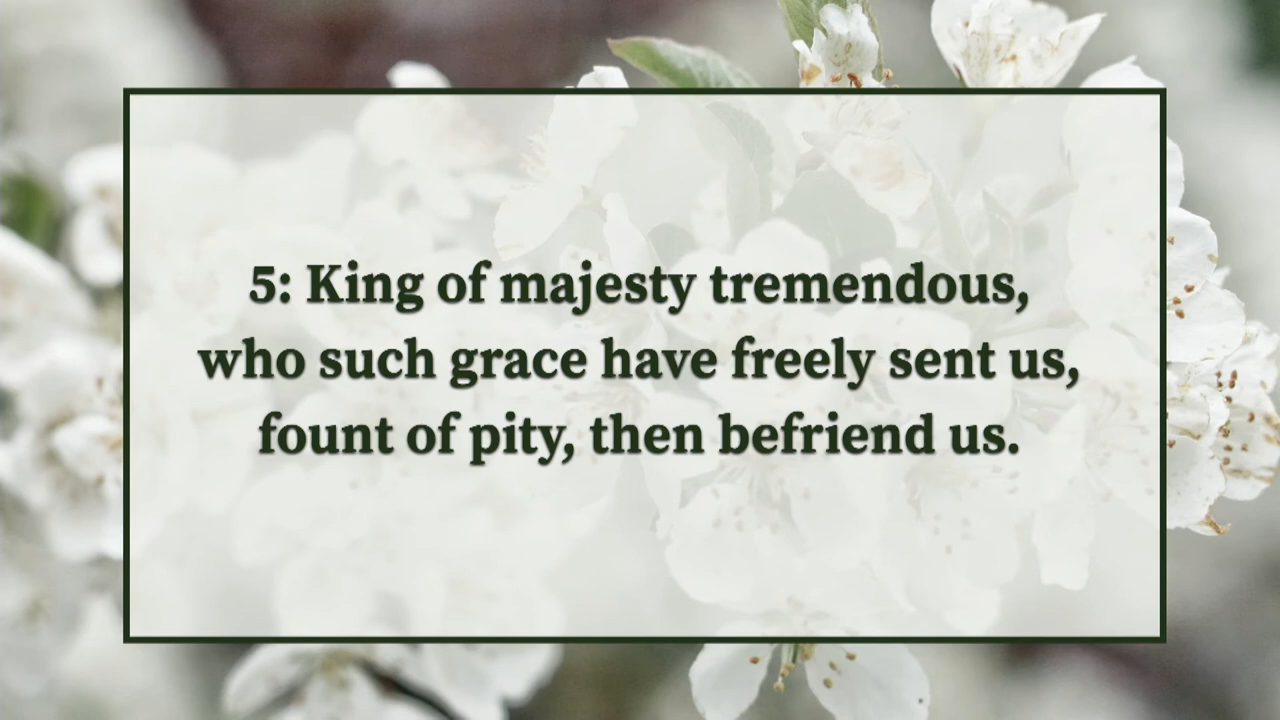 5: King of majesty tremendous,
who such grace have freely sent us,
fount of pity, then befriend us.